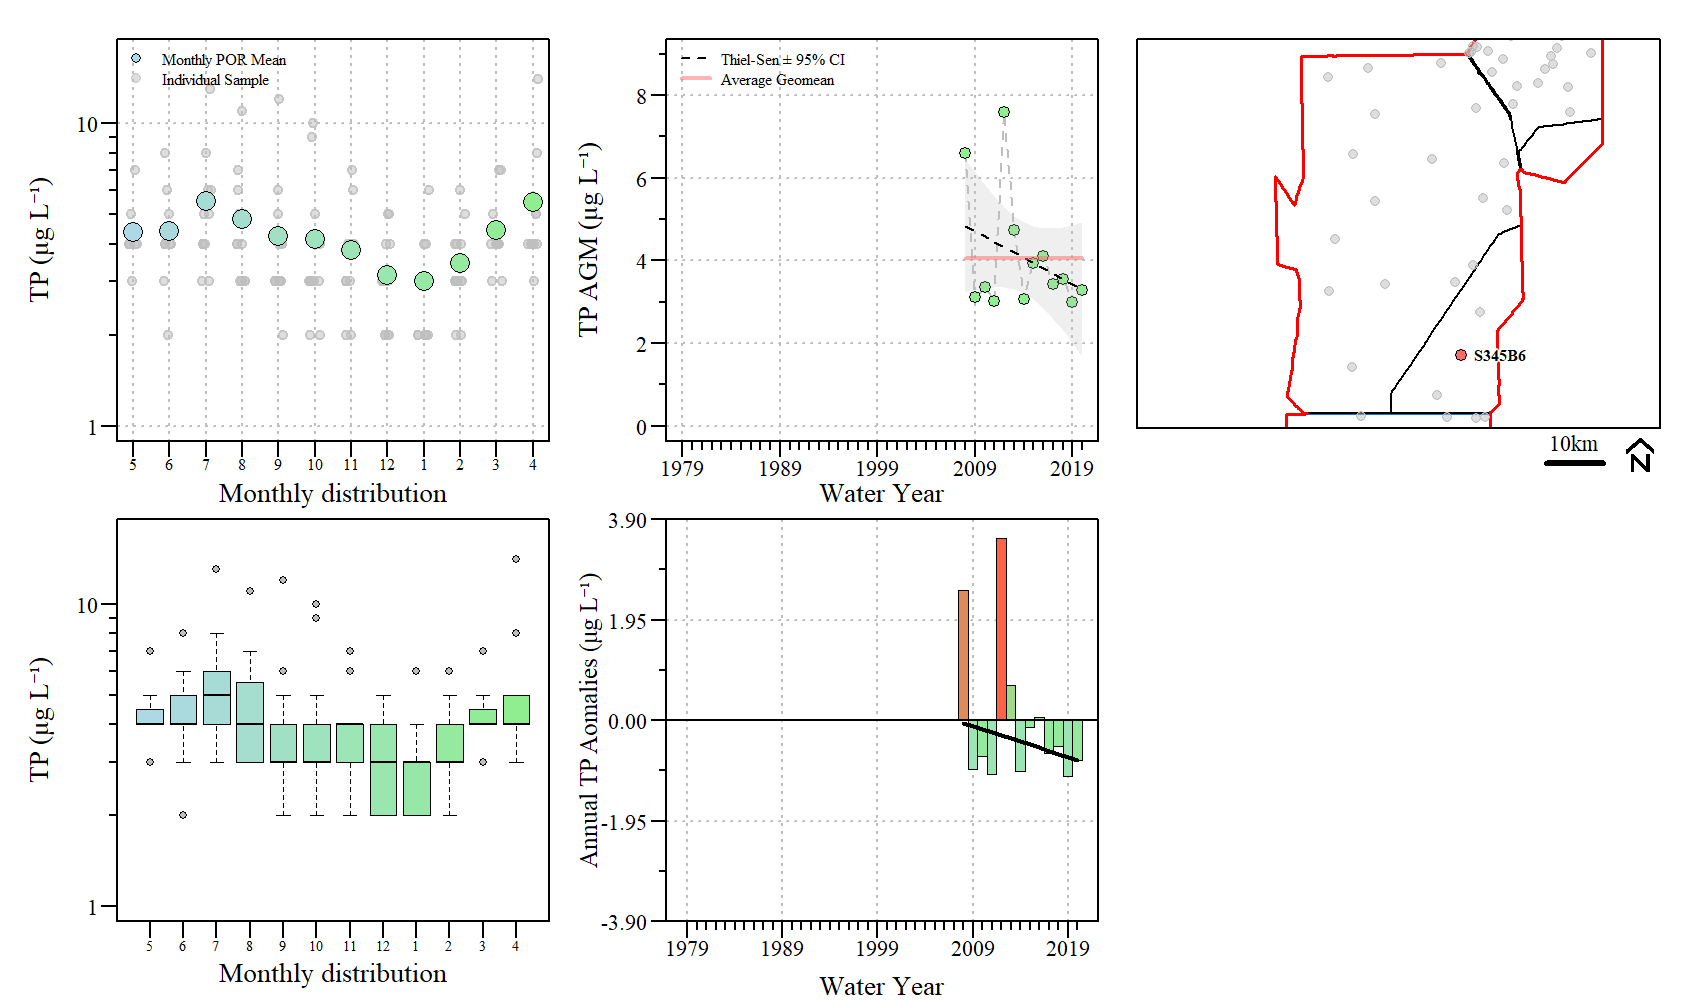 Monthly POR Mean
Individual Sample
10
1
TP (µg L⁻¹)
5 6 7 8 9 10 11 12 1 2 3 4
Monthly distribution
Thiel-Sen ± 95% CI
Average Geomean
8
6
4
2
0
TP AGM (µg L⁻¹)
1979 1989 1999 2009 2019
Water Year
S345B6
10km
N
10
1
TP (µg L⁻¹)
5 6 7 8 9 10 11 12 1 2 3 4
Monthly distribution
3.90
1.95
0.00
-1.95
-3.90
Annual TP Aomalies (µg L⁻¹)
1979 1989 1999 2009 2019
Water Year